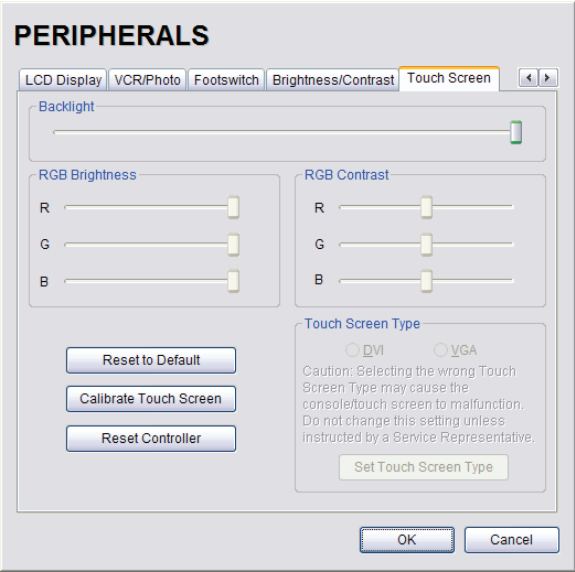 PERIPHERALS
LCD Display VCR/Photo Footswitch Brightness/Contrast Touch Screen
Backlight
RGB Brightness
R
G
B
RGB Contrast
R
G
B
Reset to Default
Calibrate Touch Screen
Reset Controller
Touch Screen Type
DVI VGA
Caution: Selecting the wrong Touch
Screen Type may cause the
console/touch screen to malfunction.
Do not change this setting unless
instructed by a Service Representative.
Set Touch Screen Type
OK Cancel